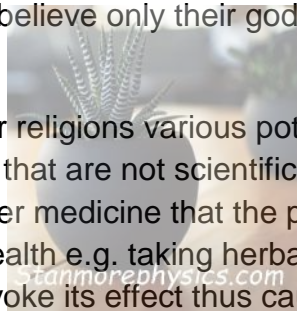 believe only their god
r religions various pot
that are not scientific
er medicine that the p
ealth e.g. taking herba
Stanmorephysics.com
voke its effect thus ca